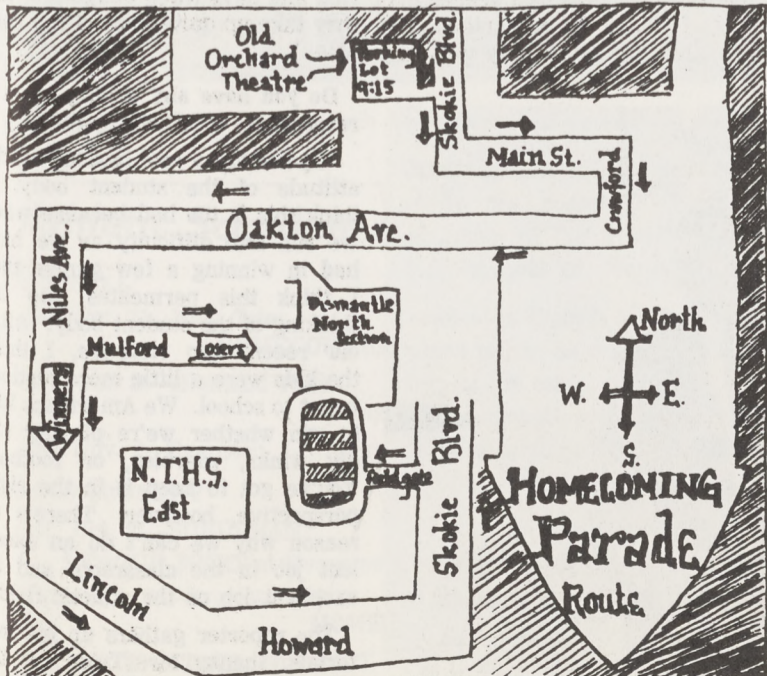 Old
Orchard
Theatre
Parking
Lot
9:15
Skokie Blvd.
Main St.
Crawford
Oakton Ave.
Niles Ave.
Dismantle
North
Section
Mulford
Losers
Winners
North
W.
E.
S.
N.T.H.S.
East
Skokie Blvd.
HOMECOMING
Parade
Route
Lincoln
Howard